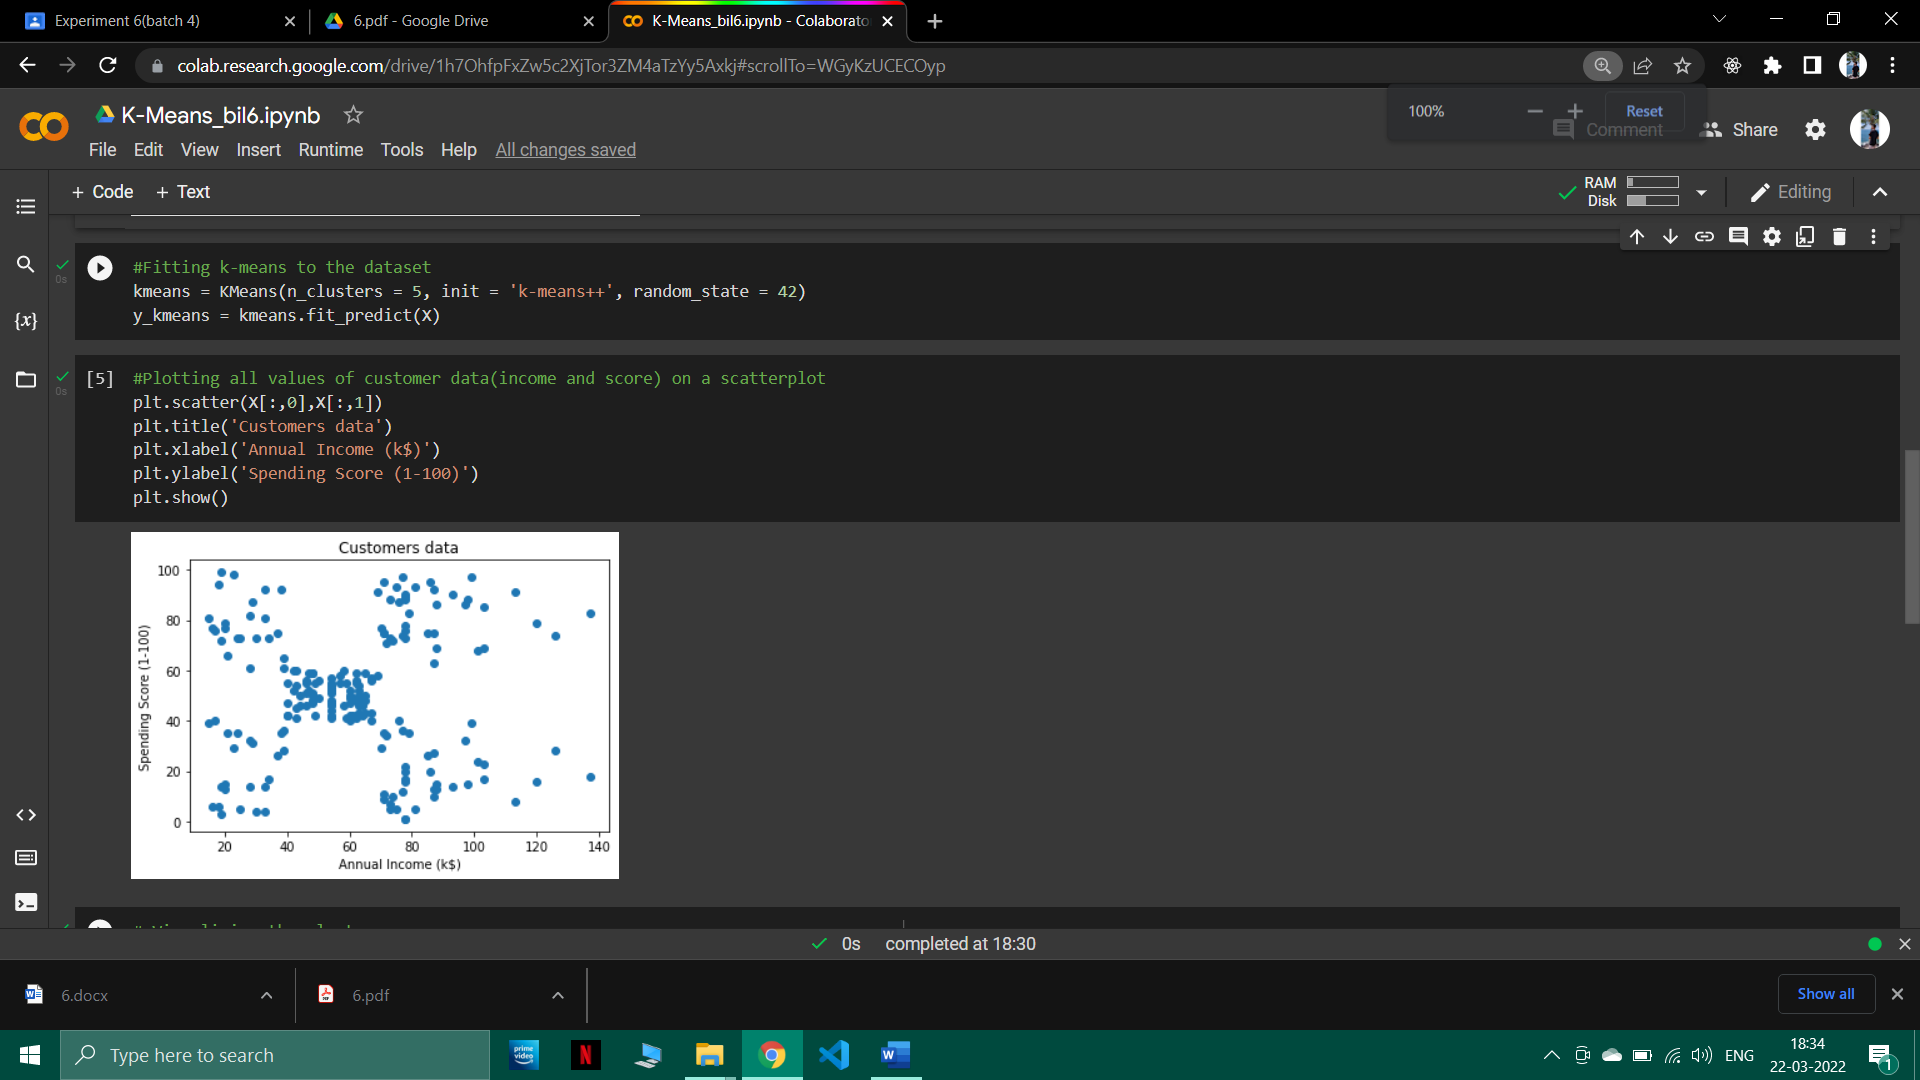 Experiment 6(batch 4)
6.pdf - Google Drive
K-Means_bil6.ipynb - Colaborato
colab.research.google.com/drive/1h7OhfpFxZw5c2XjTor3ZM4aTzYy5Axkj#scrollTo=WGyKzUCECOyp
K-Means_bil6.ipynb
100%
Reset
Comment
Share
File Edit View Insert Runtime Tools Help All changes saved
+ Code + Text
RAM
Disk
Editing
0s
#Fitting k-means to the dataset
kmeans = KMeans(n_clusters = 5, init = 'k-means++', random_state = 42)
y_kmeans = kmeans.fit_predict(X)
{x}
0s
[5]
#Plotting all values of customer data(income and score) on a scatterplot
plt.scatter(X[:,0],X[:,1])
plt.title('Customers data')
plt.xlabel('Annual Income (k$)')
plt.ylabel('Spending Score (1-100)')
plt.show()
Customers data
100
80
60
40
20
0
Spending Score (1-100)
20 40 60 80 100 120 140
Annual Income (k$)
0s completed at 18:30
6.docx
6.pdf
Show all
Type here to search
prime video
N
W
ENG
18:34
22-03-2022
1